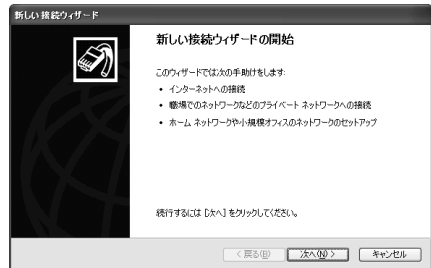 新しい接続ウィザード
新しい接続ウィザードの開始
このウィザードでは次の手助けをします:
• インターネットへの接続
• 職場でのネットワークなどのプライベート ネットワークへの接続
• ホーム ネットワークや小規模オフィスのネットワークのセットアップ
続行するには [次へ] をクリックしてください。
< 戻る(B) 次へ(N) > キャンセル